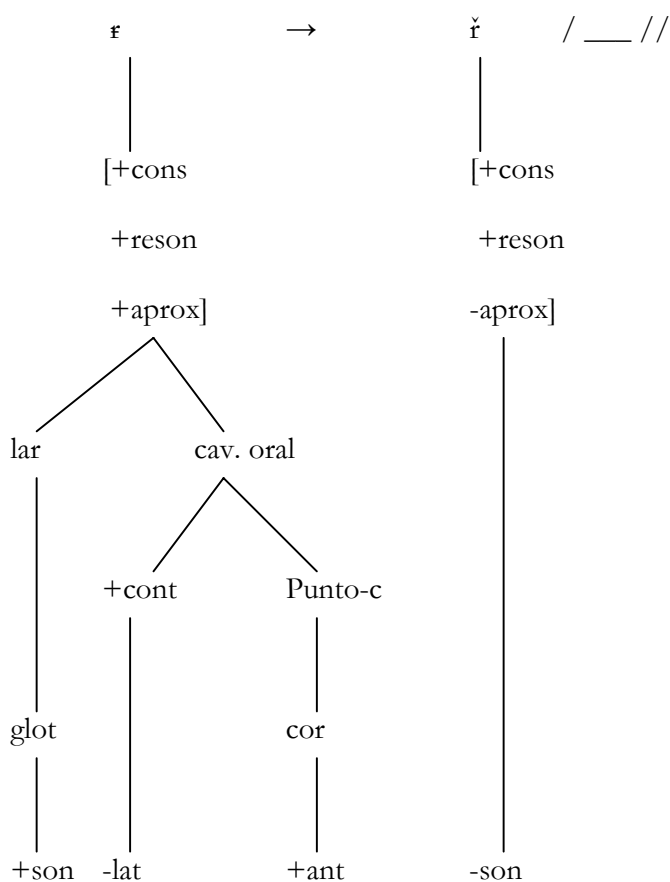 ɍ → ř / ___ //
[+cons [+cons
+reson +reson
+aprox] -aprox]
lar cav. oral
+cont Punto-c
glot cor
+son -lat +ant -son